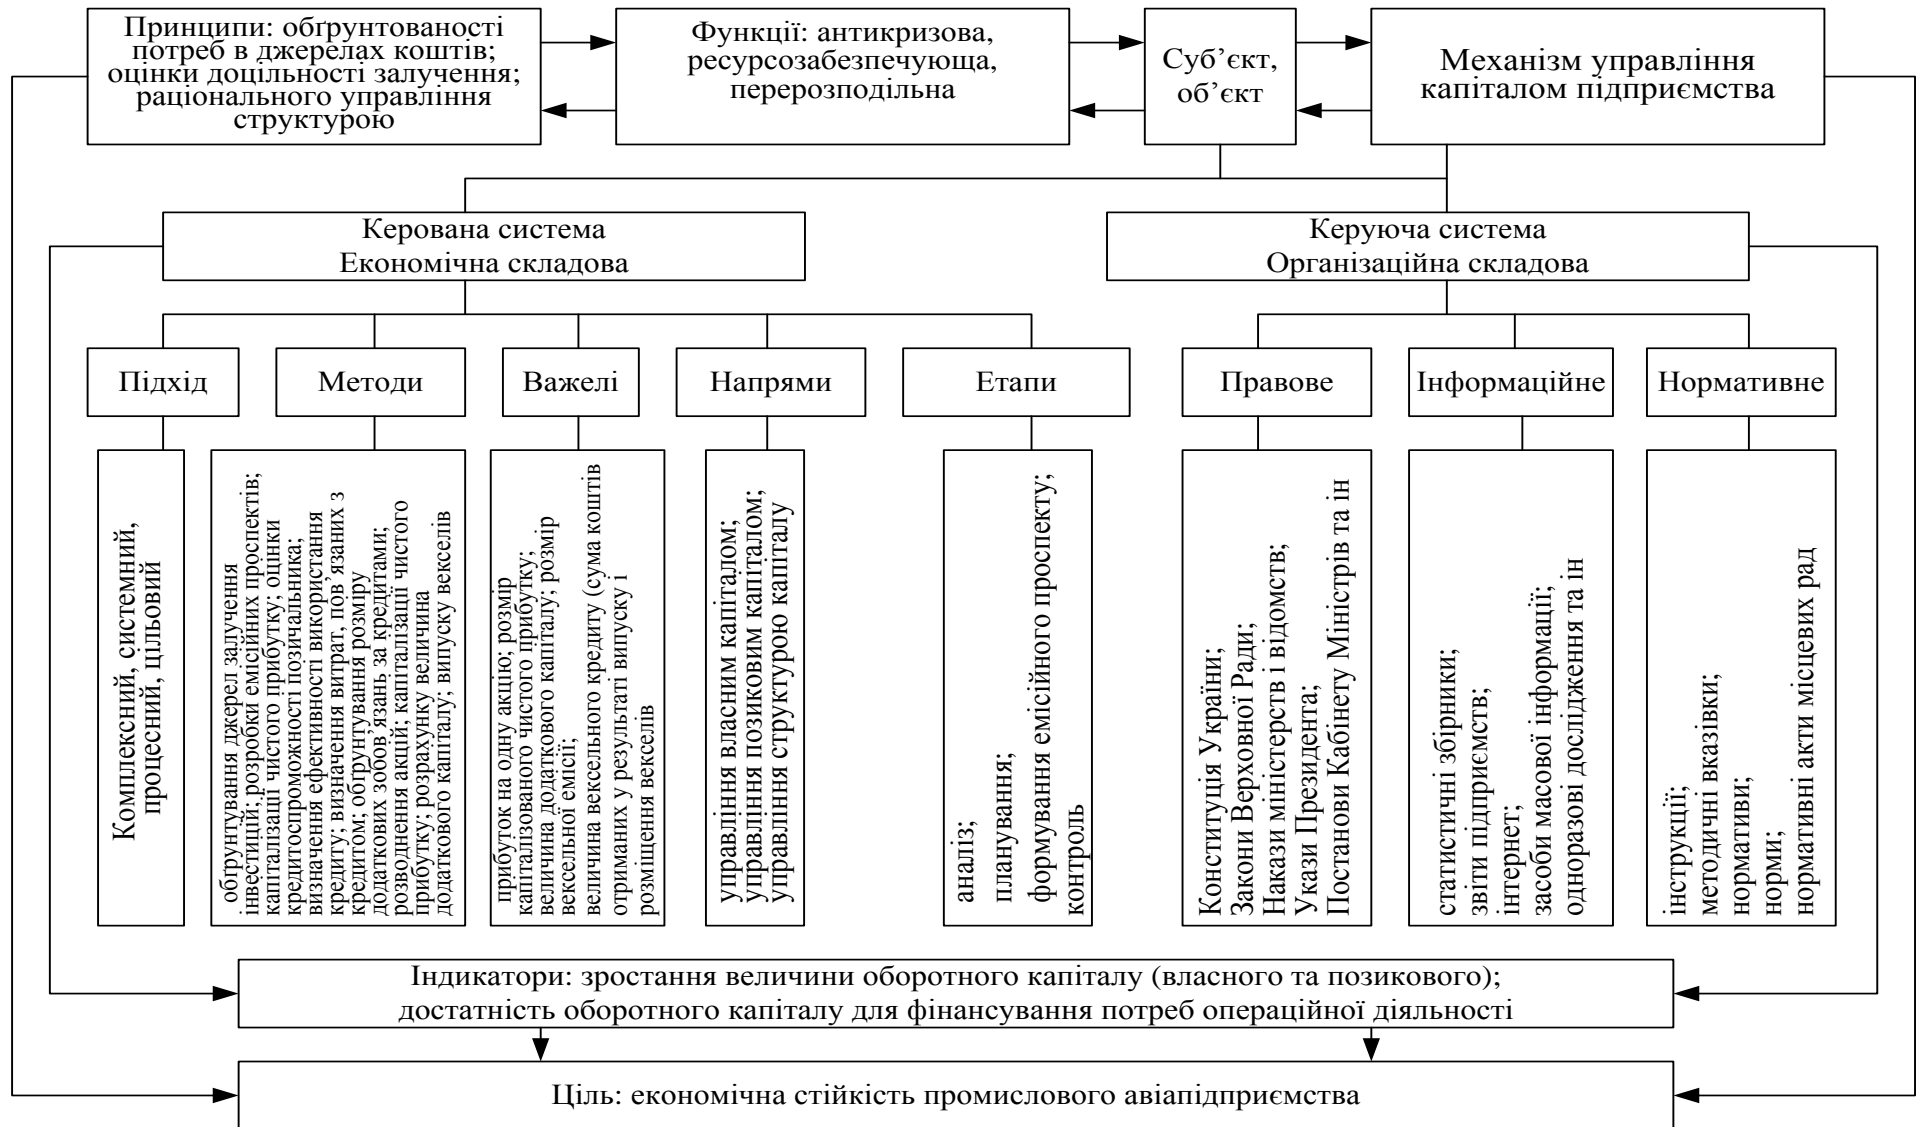 Принципи: обґрунтованості
потреб в джерелах коштів;
оцінки доцільності залучення;
раціонального управління
структурою
Функції: антикризова,
ресурсозабезпечующа,
перерозподільна
Суб’єкт,
об’єкт
Механізм управління
капіталом підприємства
Керована система
Економічна складова
Керуюча система
Організаційна складова
Підхід
Методи
Важелі
Напрями
Етапи
Правове
Інформаційне
Нормативне
Комплексний, системний,
процесний, цільовий
обґрунтування джерел залучення
інвестицій; розробки емісійних проспектів;
капіталізації чистого прибутку; оцінки
кредитоспроможності позичальника;
визначення ефективності використання
кредиту; визначення витрат, пов’язаних з
кредитом; обґрунтування розміру
додаткових зобов’язань за кредитами;
розводнення акцій; капіталізації чистого
прибутку; розрахунку величина
додаткового капіталу; випуску векселів
прибуток на одну акцію; розмір
капіталізованого чистого прибутку;
величина додаткового капіталу; розмір
вексельної емісії;
величина вексельного кредиту (сума коштів
отриманих у результаті випуску і
розміщення векселів
управління власним капіталом;
управління позиковим капіталом;
управління структурою капіталу
аналіз;
планування;
формування емісійного проспекту;
контроль
Конституція України;
Закони Верховної Ради;
Накази міністерств і відомств;
Укази Президента;
Постанови Кабінету Міністрів та ін
статистичні збірники;
звіти підприємств;
інтернет;
засоби масової інформації;
одноразові дослідження та ін
інструкції;
методичні вказівки;
нормативи;
норми;
нормативні акти місцевих рад
Індикатори: зростання величини оборотного капіталу (власного та позикового);
достатність оборотного капіталу для фінансування потреб операційної діяльності
Ціль: економічна стійкість промислового авіапідприємства